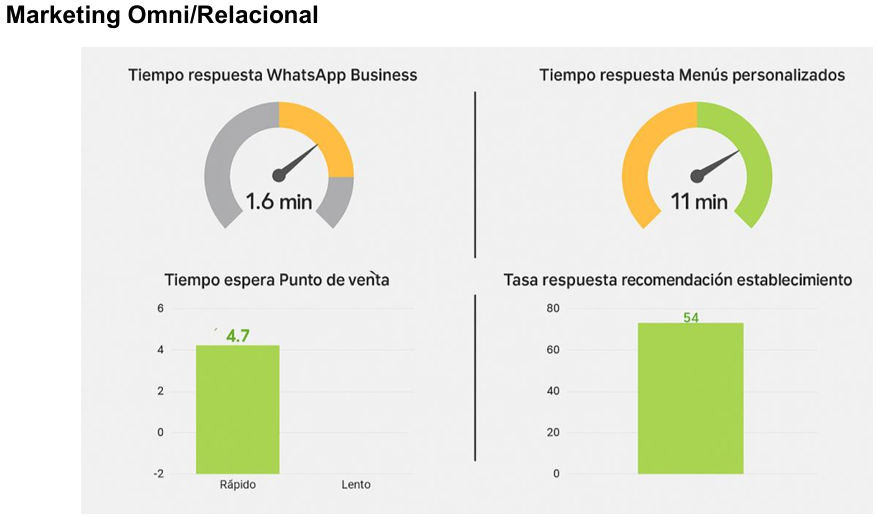 Marketing Omni/Relacional
Tiempo respuesta WhatsApp Business
1.6 min
Tiempo respuesta Menús personalizados
11 min
Tiempo espera Punto de venta
6
4
2
0
-2
4.7
Rápido
Lento
Tasa respuesta recomendación establecimiento
80
60
40
20
0
54